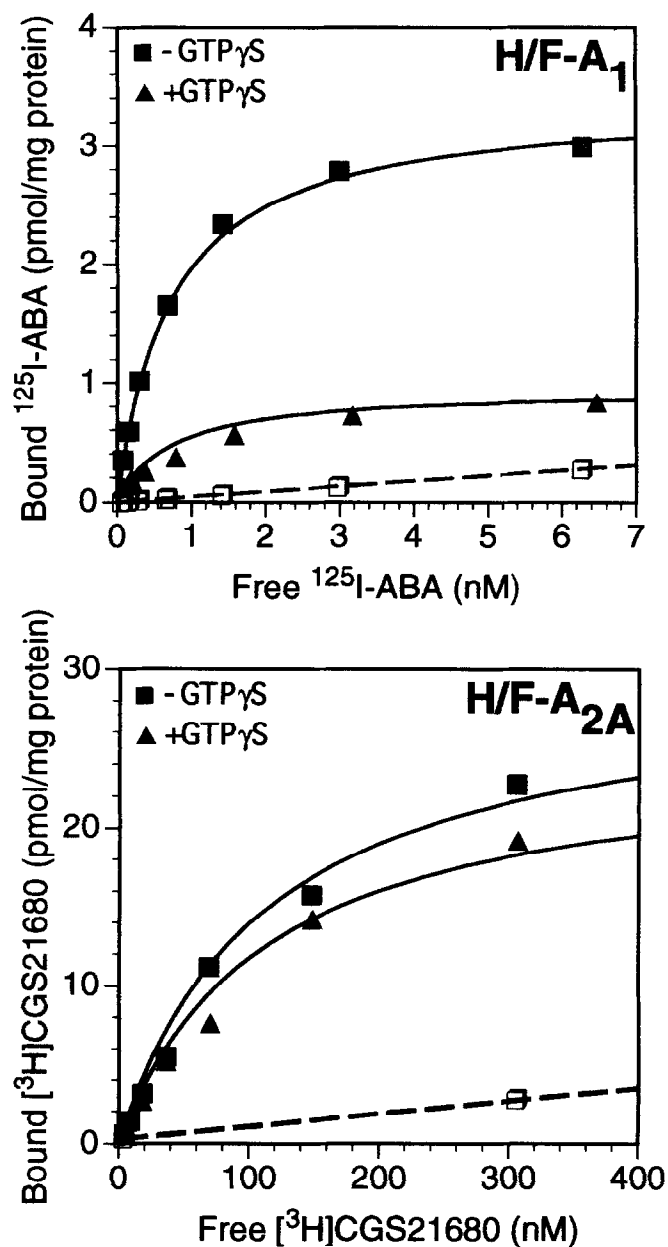 H/F-A₁
■ -GTPγS
▲ +GTPγS
Bound ¹²⁵I-ABA (pmol/mg protein)
4
3
2
1
0
0 1 2 3 4 5 6 7
Free ¹²⁵I-ABA (nM)
H/F-A₂A
■ -GTPγS
▲ +GTPγS
Bound [³H]CGS21680 (pmol/mg protein)
30
20
10
0
0 100 200 300 400
Free [³H]CGS21680 (nM)